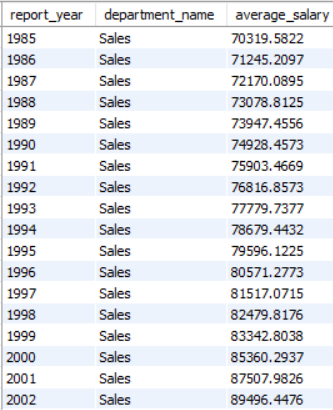 report_year department_name average_salary
1985 Sales 70319.5822
1986 Sales 71245.2097
1987 Sales 72170.0895
1988 Sales 73078.8125
1989 Sales 73947.4556
1990 Sales 74928.4573
1991 Sales 75903.4669
1992 Sales 76816.8573
1993 Sales 77779.7377
1994 Sales 78679.4432
1995 Sales 79596.1225
1996 Sales 80571.2773
1997 Sales 81517.0715
1998 Sales 82479.8176
1999 Sales 83342.8038
2000 Sales 85360.2937
2001 Sales 87507.9826
2002 Sales 89496.4476